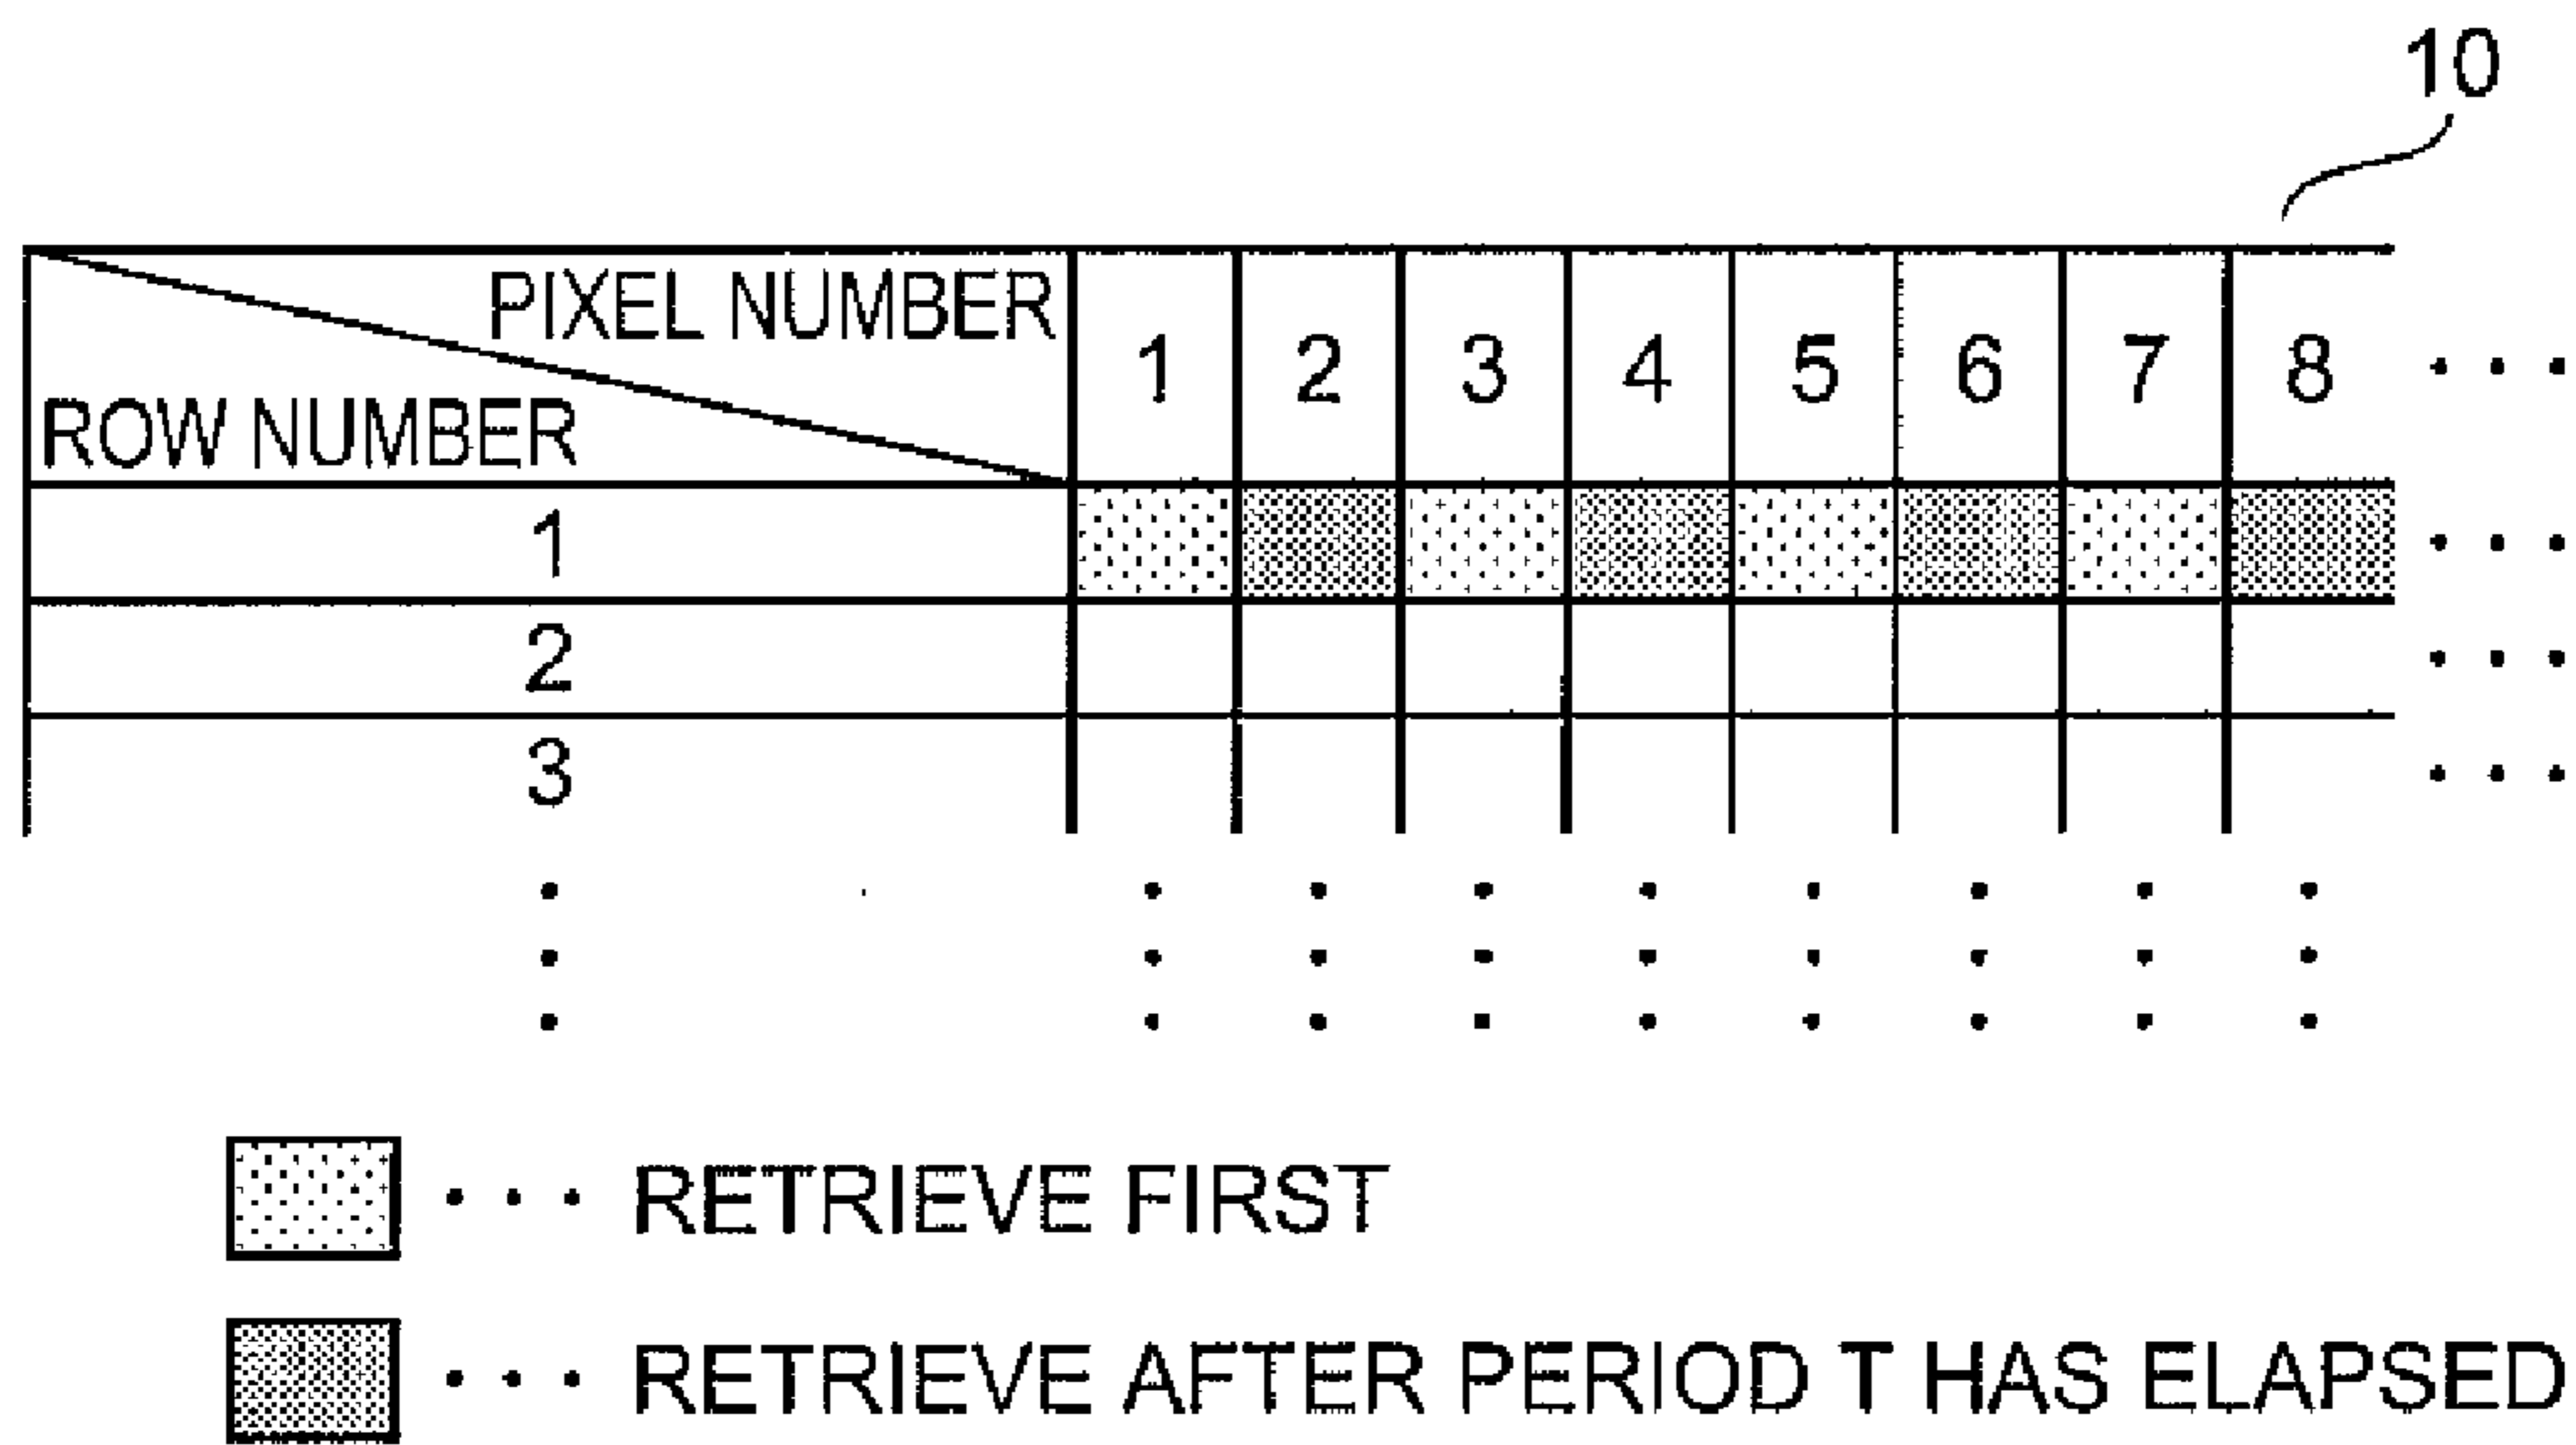 10
PIXEL NUMBER
ROW NUMBER
1 2 3 4 5 6 7 8 · · ·
1 · · ·
2 · · ·
3 · · ·
· · · RETRIEVE FIRST
· · · RETRIEVE AFTER PERIOD T HAS ELAPSED